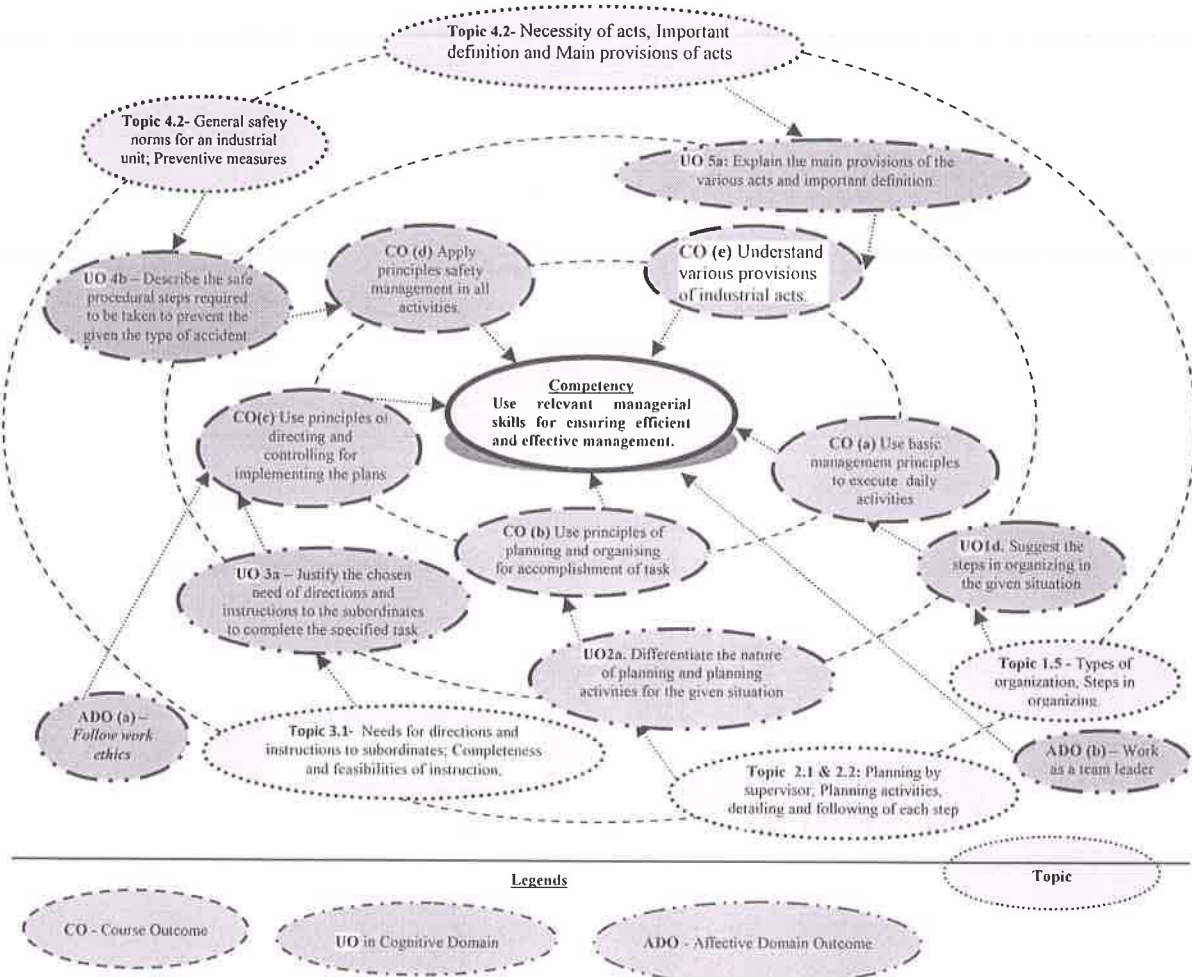 Topic 4.2- Necessity of acts, Important
definition and Main provisions of acts
Topic 4.2- General safety
norms for an industrial
unit; Preventive measures
UO 5a: Explain the main provisions of the
various acts and important definition.
UO 4b – Describe the safe
procedural steps required
to be taken to prevent the
given the type of accident.
CO (d) Apply
principles safety
management in all
activities.
CO (e) Understand
various provisions
of industrial acts.
Competency
Use relevant managerial
skills for ensuring efficient
and effective management.
CO(c) Use principles of
directing and
controlling for
implementing the plans
CO (a) Use basic
management principles
to execute daily
activities
CO (b) Use principles of
planning and organising
for accomplishment of task
UO1d. Suggest the
steps in organizing in
the given situation
UO 3a – Justify the chosen
need of directions and
instructions to the subordinates
to complete the specified task
UO2a. Differentiate the nature
of planning and planning
activities for the given situation
Topic 1.5 - Types of
organization, Steps in
organizing.
ADO (a) –
Follow work
ethics
Topic 3.1- Needs for directions and
instructions to subordinates; Completeness
and feasibilities of instruction.
Topic 2.1 & 2.2: Planning by
supervisor; Planning activities,
detailing and following of each step
ADO (b) – Work
as a team leader
Legends
Topic
CO - Course Outcome
UO in Cognitive Domain
ADO - Affective Domain Outcome